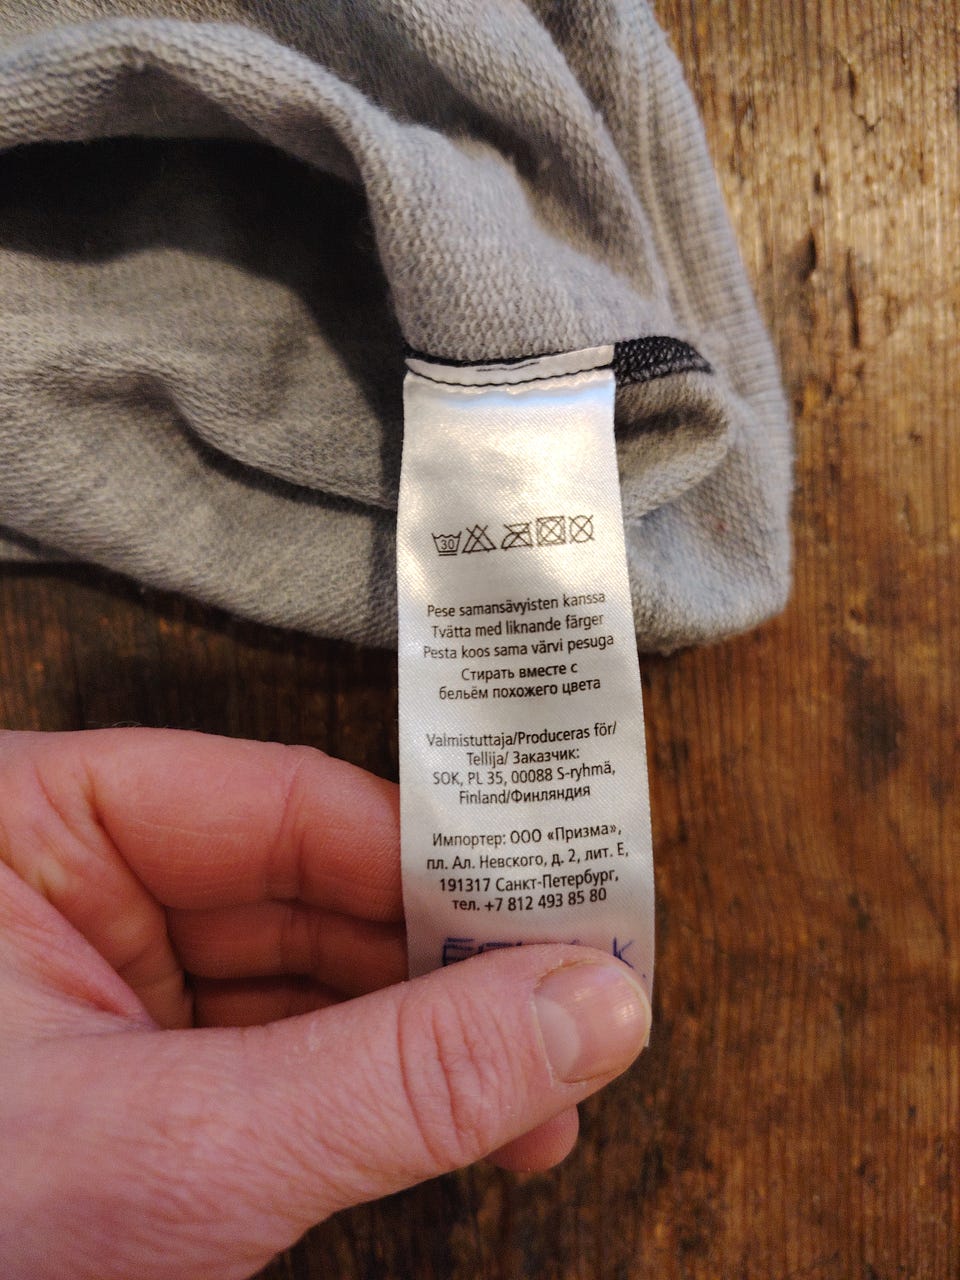 30
Pese samansävyisten kanssa
Tvätta med liknande färger
Pesta koos sama värvi pesuga
Стирать вместе с
бельём похожего цвета
Valmistuttaja/Produceras för/
Tellija/ Заказчик:
SOK, PL 35, 00088 S-ryhmä,
Finland/Финляндия
Импортер: ООО «Призма»,
пл. Ал. Невского, д. 2, лит. Е,
191317 Санкт-Петербург,
тел. +7 812 493 85 80